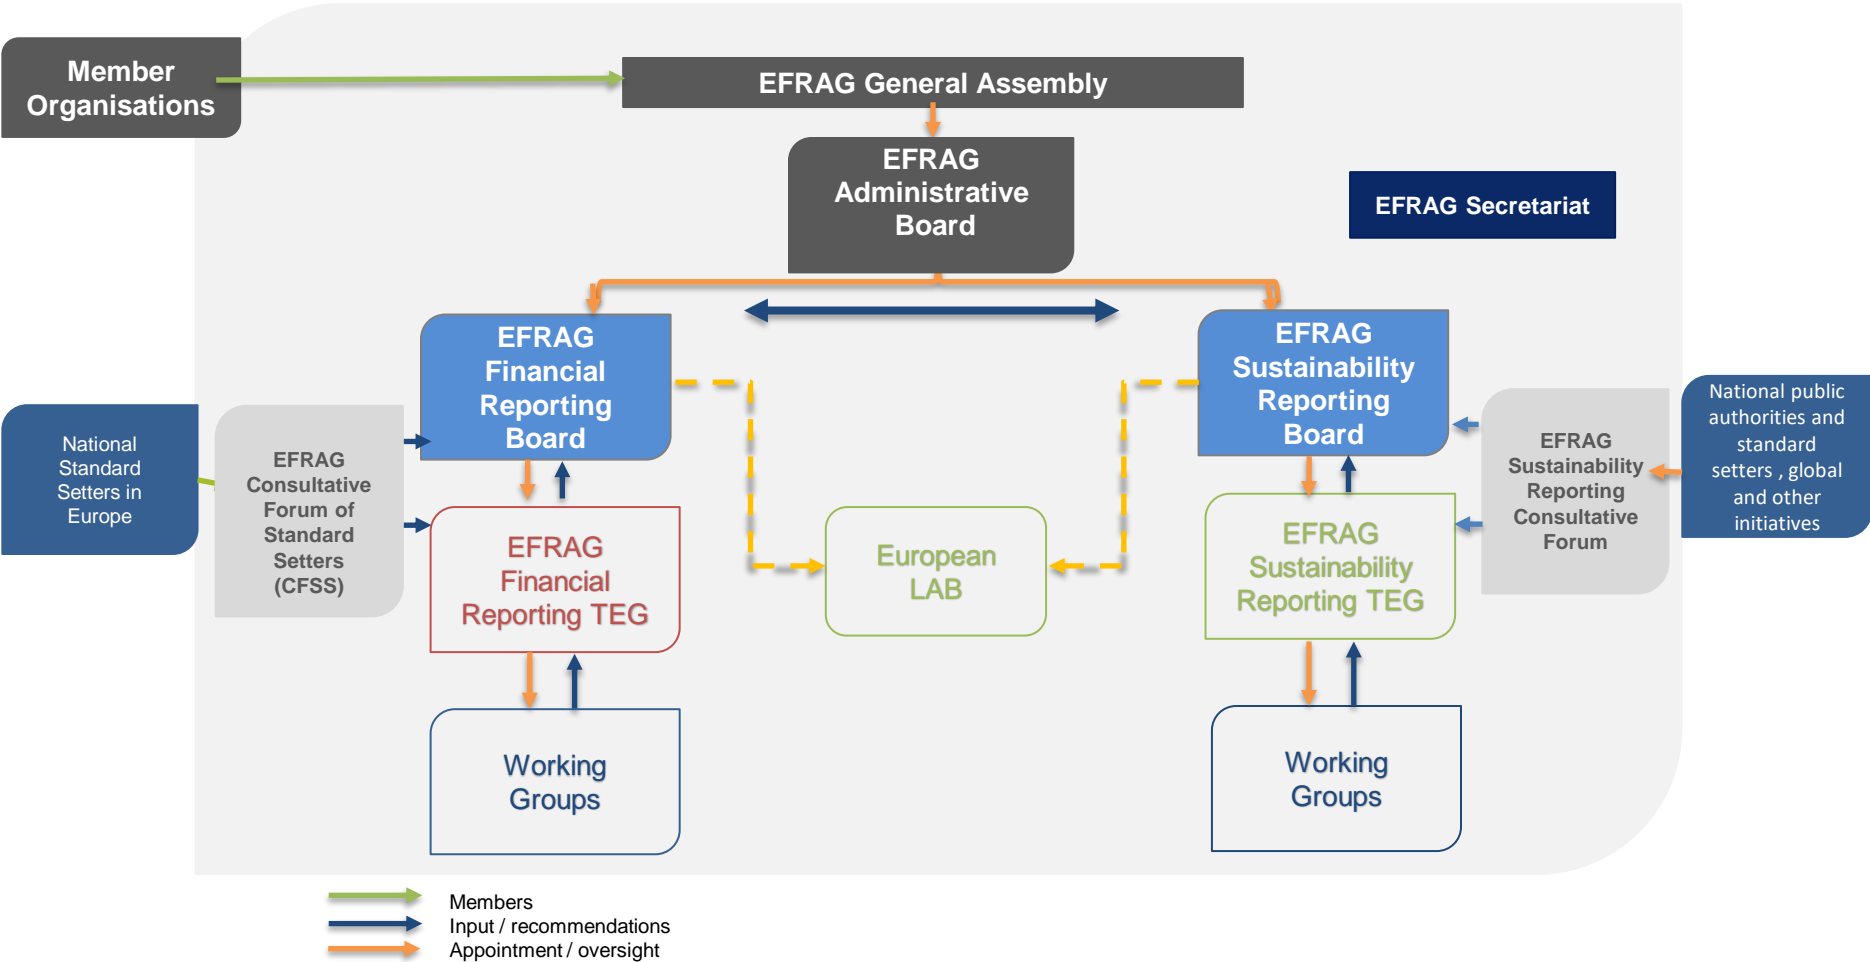 Member
Organisations
EFRAG General Assembly
EFRAG
Administrative
Board
EFRAG Secretariat
EFRAG
Financial
Reporting
Board
EFRAG
Sustainability
Reporting
Board
National
Standard
Setters in
Europe
EFRAG
Consultative
Forum of
Standard
Setters
(CFSS)
EFRAG
Financial
Reporting TEG
European
LAB
EFRAG
Sustainability
Reporting TEG
EFRAG
Sustainability
Reporting
Consultative
Forum
National public
authorities and
standard
setters , global
and other
initiatives
Working
Groups
Working
Groups
Members
Input / recommendations
Appointment / oversight